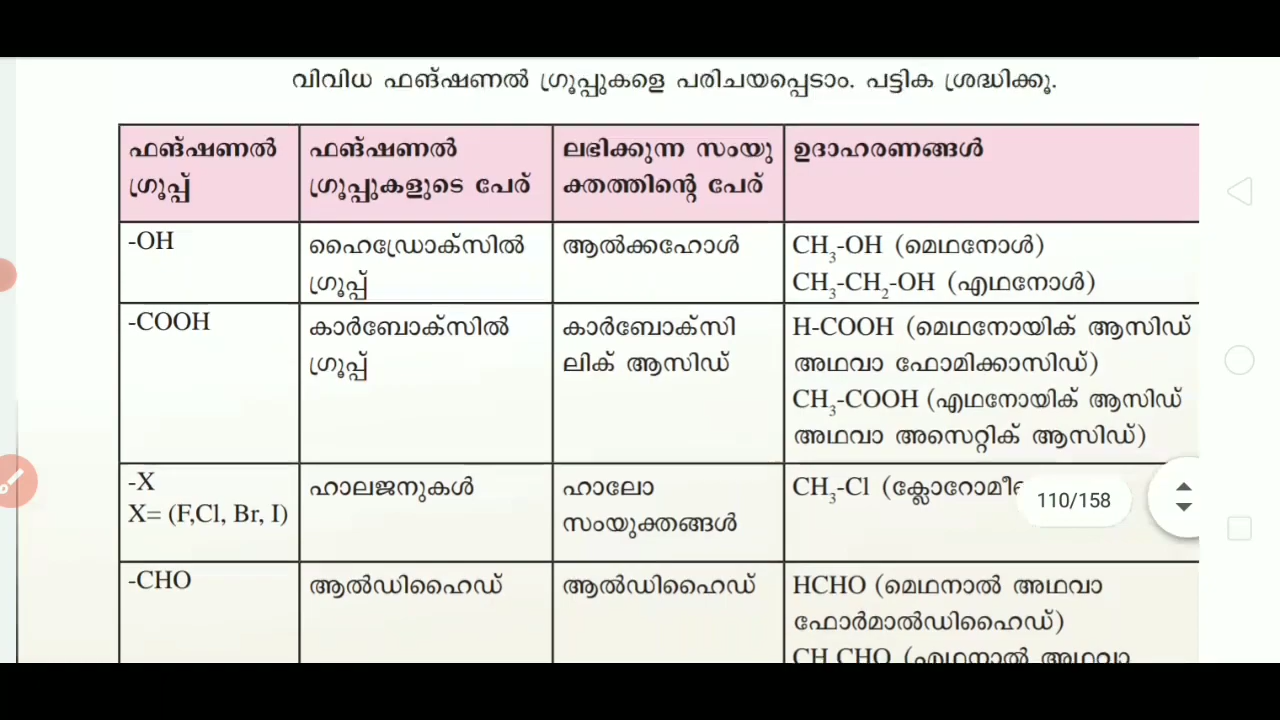 വിവിധ ഫങ്ഷണൽ ഗ്രൂപ്പുകളെ പരിചയപ്പെടാം. പട്ടിക ശ്രദ്ധിക്കൂ.
ഫങ്ഷണൽ ഗ്രൂപ്പ്
ഫങ്ഷണൽ ഗ്രൂപ്പുകളുടെ പേര്
ലഭിക്കുന്ന സംയു
ക്തത്തിന്റെ പേര്
ഉദാഹരണങ്ങൾ
-OH
ഹൈഡ്രോക്സിൽ
ഗ്രൂപ്പ്
ആൽക്കഹോൾ
CH₃-OH (മെഥനോൾ)
CH₃-CH₂-OH (എഥനോൾ)
-COOH
കാർബോക്സിൽ
ഗ്രൂപ്പ്
കാർബോക്സി
ലിക് ആസിഡ്
H-COOH (മെഥനോയിക് ആസിഡ്
അഥവാ ഫോമിക്കാസിഡ്)
CH₃-COOH (എഥനോയിക് ആസിഡ്
അഥവാ അസെറ്റിക് ആസിഡ്)
-X
X= (F,Cl, Br, I)
ഹാലജനുകൾ
ഹാലോ
സംയുക്തങ്ങൾ
CH₃-Cl
110/158
-CHO
ആൽഡിഹൈഡ്
ആൽഡിഹൈഡ്
HCHO (മെഥനാൽ അഥവാ
ഫോർമാൽഡിഹൈഡ്)
CH₃CHO (എഥനാൽ അഥവാ